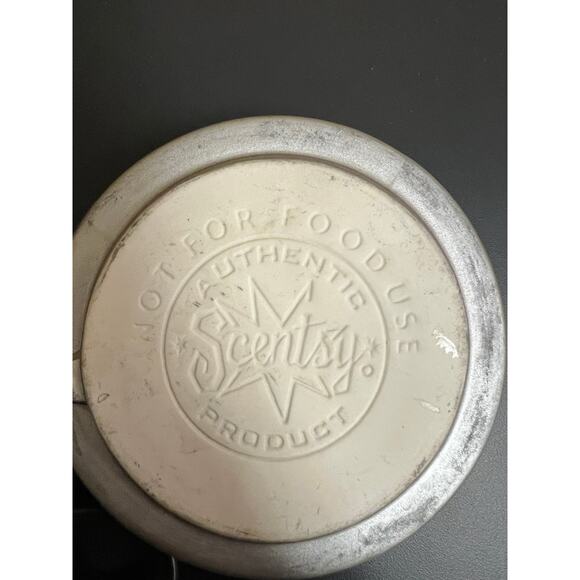 NOT FOR FOOD USE
AUTHENTIC
Scentsy®
PRODUCT